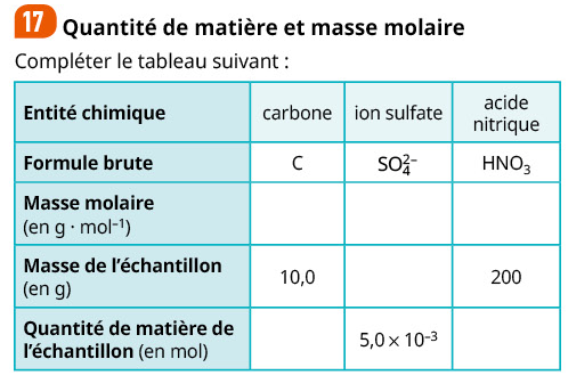 17 Quantité de matière et masse molaire
Compléter le tableau suivant :
Entité chimique carbone ion sulfate acide nitrique
Formule brute C SO₄²⁻ HNO₃
Masse molaire
(en g · mol⁻¹)
Masse de l’échantillon
(en g) 10,0 200
Quantité de matière de
l’échantillon (en mol) 5,0 × 10⁻³